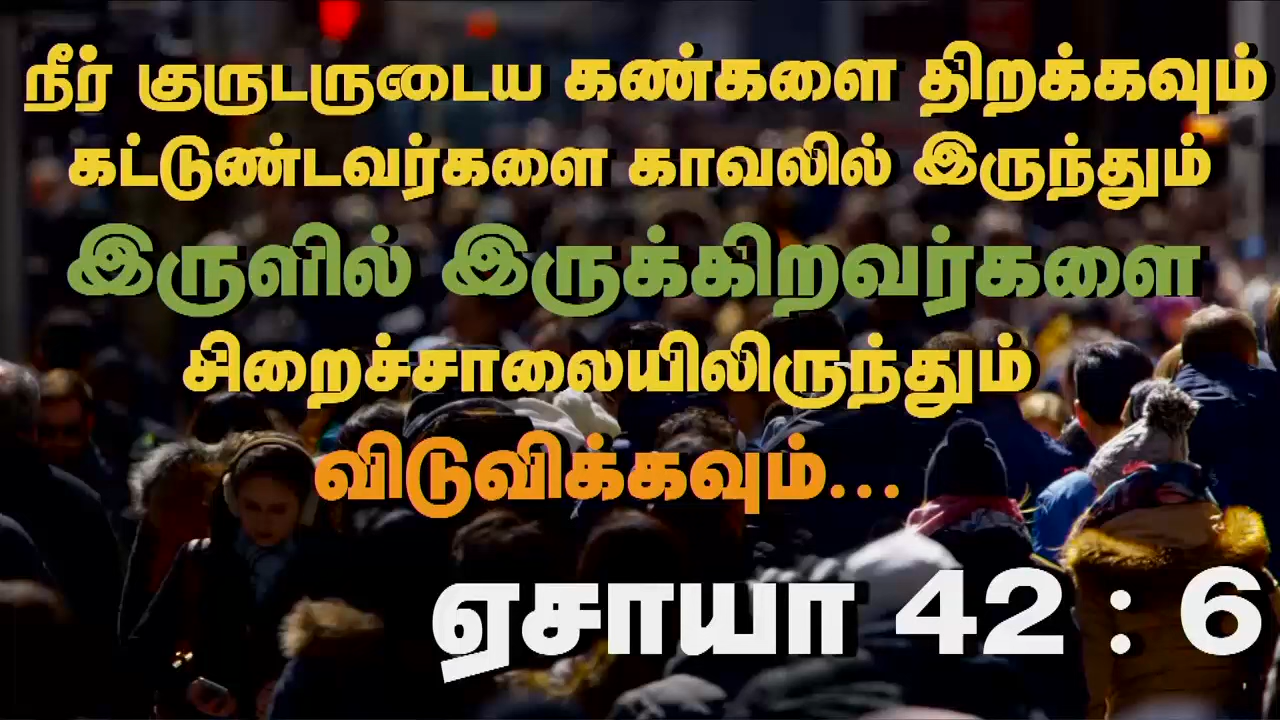 நீர் குருடருடைய கண்களை திறக்கவும்
கட்டுண்டவர்களை காவலில் இருந்தும்
இருளில் இருக்கிறவர்களை
சிறைச்சாலையிலிருந்தும்
விடுவிக்கவும்...
ஏசாயா 42 : 6